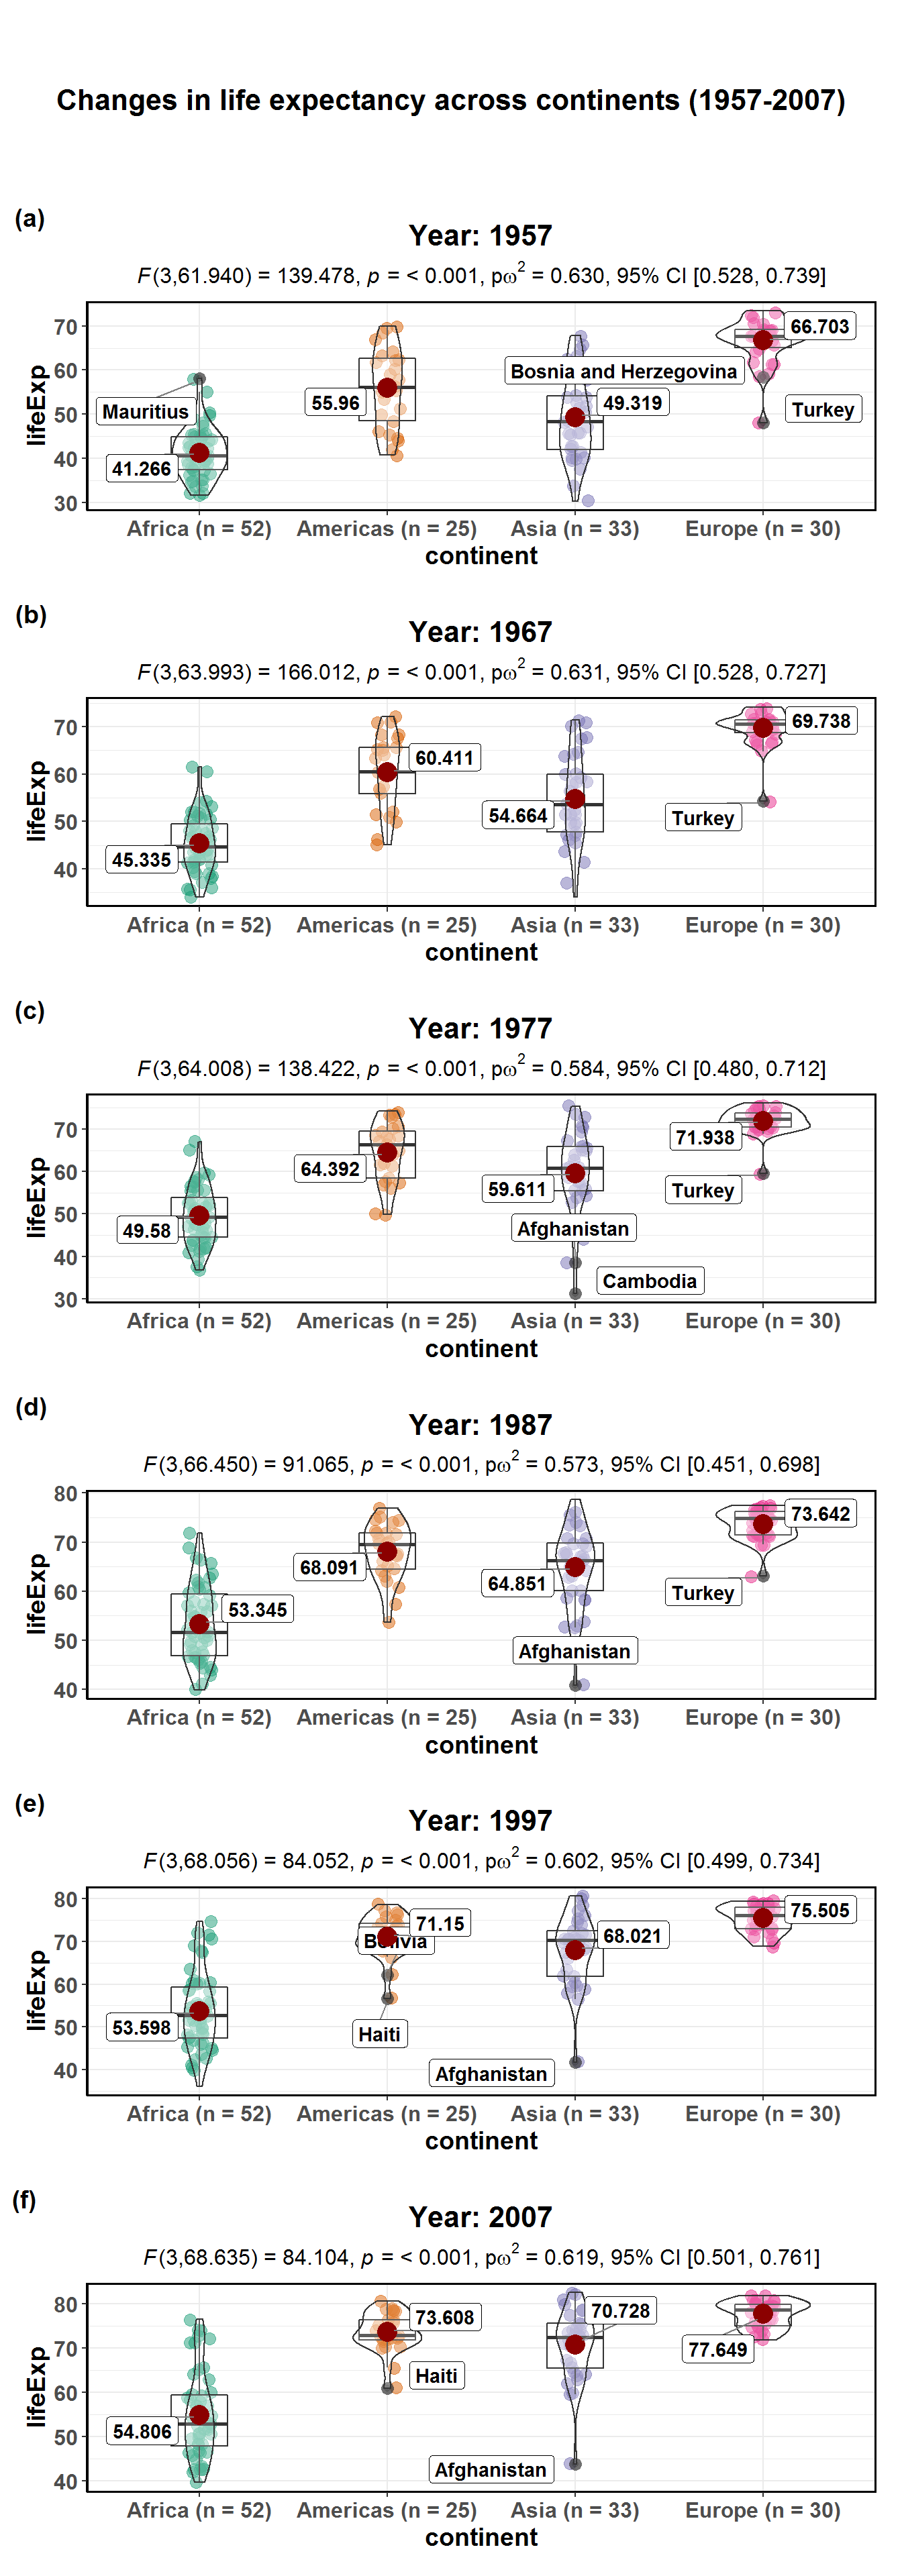 Changes in life expectancy across continents (1957-2007)
(a)
Year: 1957
F(3,61.940) = 139.478, p = < 0.001, pω² = 0.630, 95% CI [0.528, 0.739]
70
60
50
40
30
lifeExp
Mauritius
41.266
55.96
Bosnia and Herzegovina
49.319
66.703
Turkey
Africa (n = 52) Americas (n = 25) Asia (n = 33) Europe (n = 30)
continent
(b)
Year: 1967
F(3,63.993) = 166.012, p = < 0.001, pω² = 0.631, 95% CI [0.528, 0.727]
70
60
50
40
lifeExp
45.335
60.411
54.664
69.738
Turkey
Africa (n = 52) Americas (n = 25) Asia (n = 33) Europe (n = 30)
continent
(c)
Year: 1977
F(3,64.008) = 138.422, p = < 0.001, pω² = 0.584, 95% CI [0.480, 0.712]
70
60
50
40
30
lifeExp
49.58
64.392
59.611
Afghanistan
Cambodia
71.938
Turkey
Africa (n = 52) Americas (n = 25) Asia (n = 33) Europe (n = 30)
continent
(d)
Year: 1987
F(3,66.450) = 91.065, p = < 0.001, pω² = 0.573, 95% CI [0.451, 0.698]
80
70
60
50
40
lifeExp
53.345
68.091
64.851
Afghanistan
73.642
Turkey
Africa (n = 52) Americas (n = 25) Asia (n = 33) Europe (n = 30)
continent
(e)
Year: 1997
F(3,68.056) = 84.052, p = < 0.001, pω² = 0.602, 95% CI [0.499, 0.734]
80
70
60
50
40
lifeExp
53.598
71.15
Bolivia
Haiti
68.021
Afghanistan
75.505
Africa (n = 52) Americas (n = 25) Asia (n = 33) Europe (n = 30)
continent
(f)
Year: 2007
F(3,68.635) = 84.104, p = < 0.001, pω² = 0.619, 95% CI [0.501, 0.761]
80
70
60
50
40
lifeExp
54.806
73.608
Haiti
70.728
Afghanistan
77.649
Africa (n = 52) Americas (n = 25) Asia (n = 33) Europe (n = 30)
continent